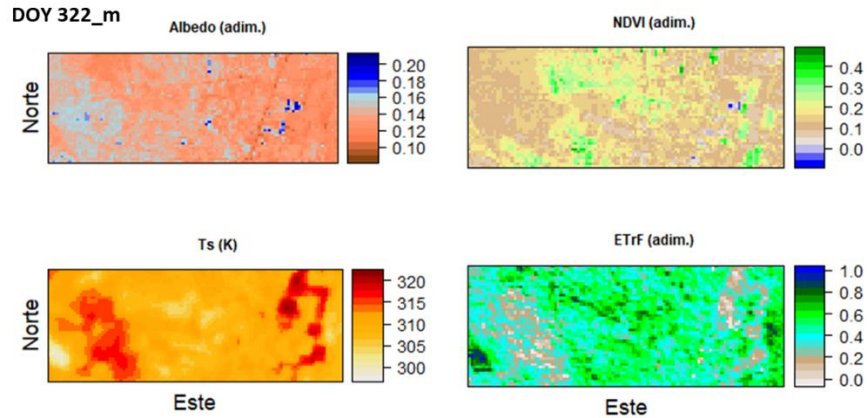 DOY 322_m
Albedo (adim.)
Norte
0.20
0.18
0.16
0.14
0.12
0.10
NDVI (adim.)
0.4
0.3
0.2
0.1
0.0
Ts (K)
Norte
320
315
310
305
300
Este
ETrF (adim.)
1.0
0.8
0.6
0.4
0.2
0.0
Este